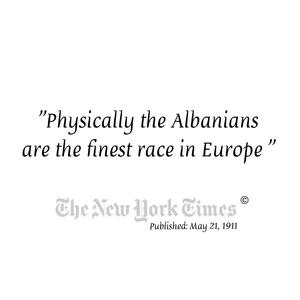 ”Physically the Albanians
are the finest race in Europe ”
The New York Times ©
Published: May 21, 1911